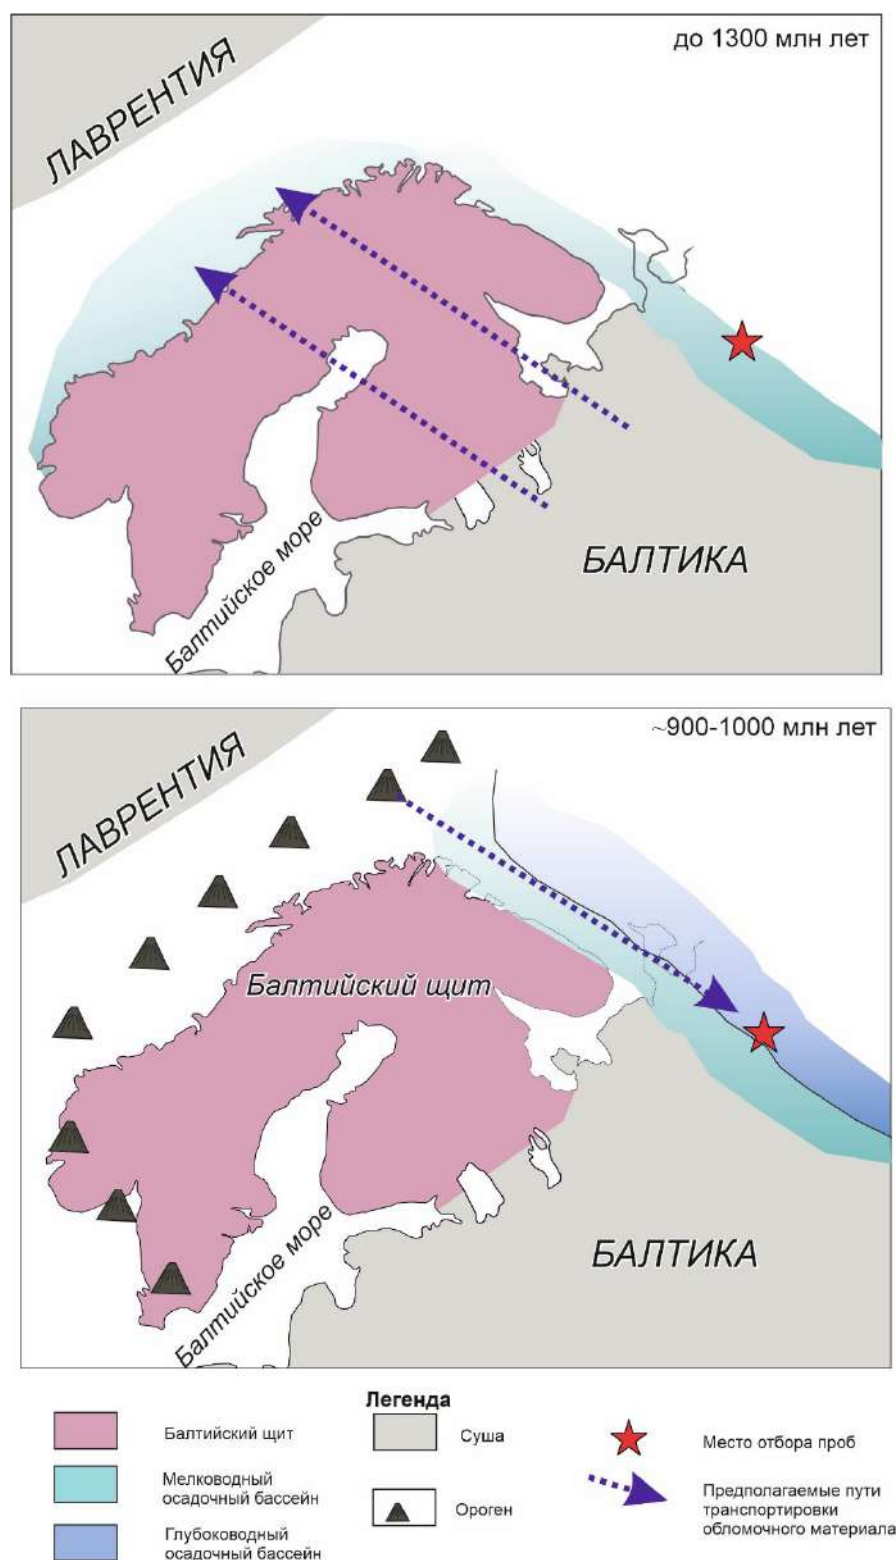 до 1300 млн лет
ЛАВРЕНТИЯ
БАЛТИКА
Балтийское море
~900-1000 млн лет
ЛАВРЕНТИЯ
Балтийский щит
БАЛТИКА
Балтийское море
Легенда
Балтийский щит
Мелководный
осадочный бассейн
Глубоководный
осадочный бассейн
Суша
Ороген
Место отбора проб
Предполагаемые пути
транспортировки
обломочного материала